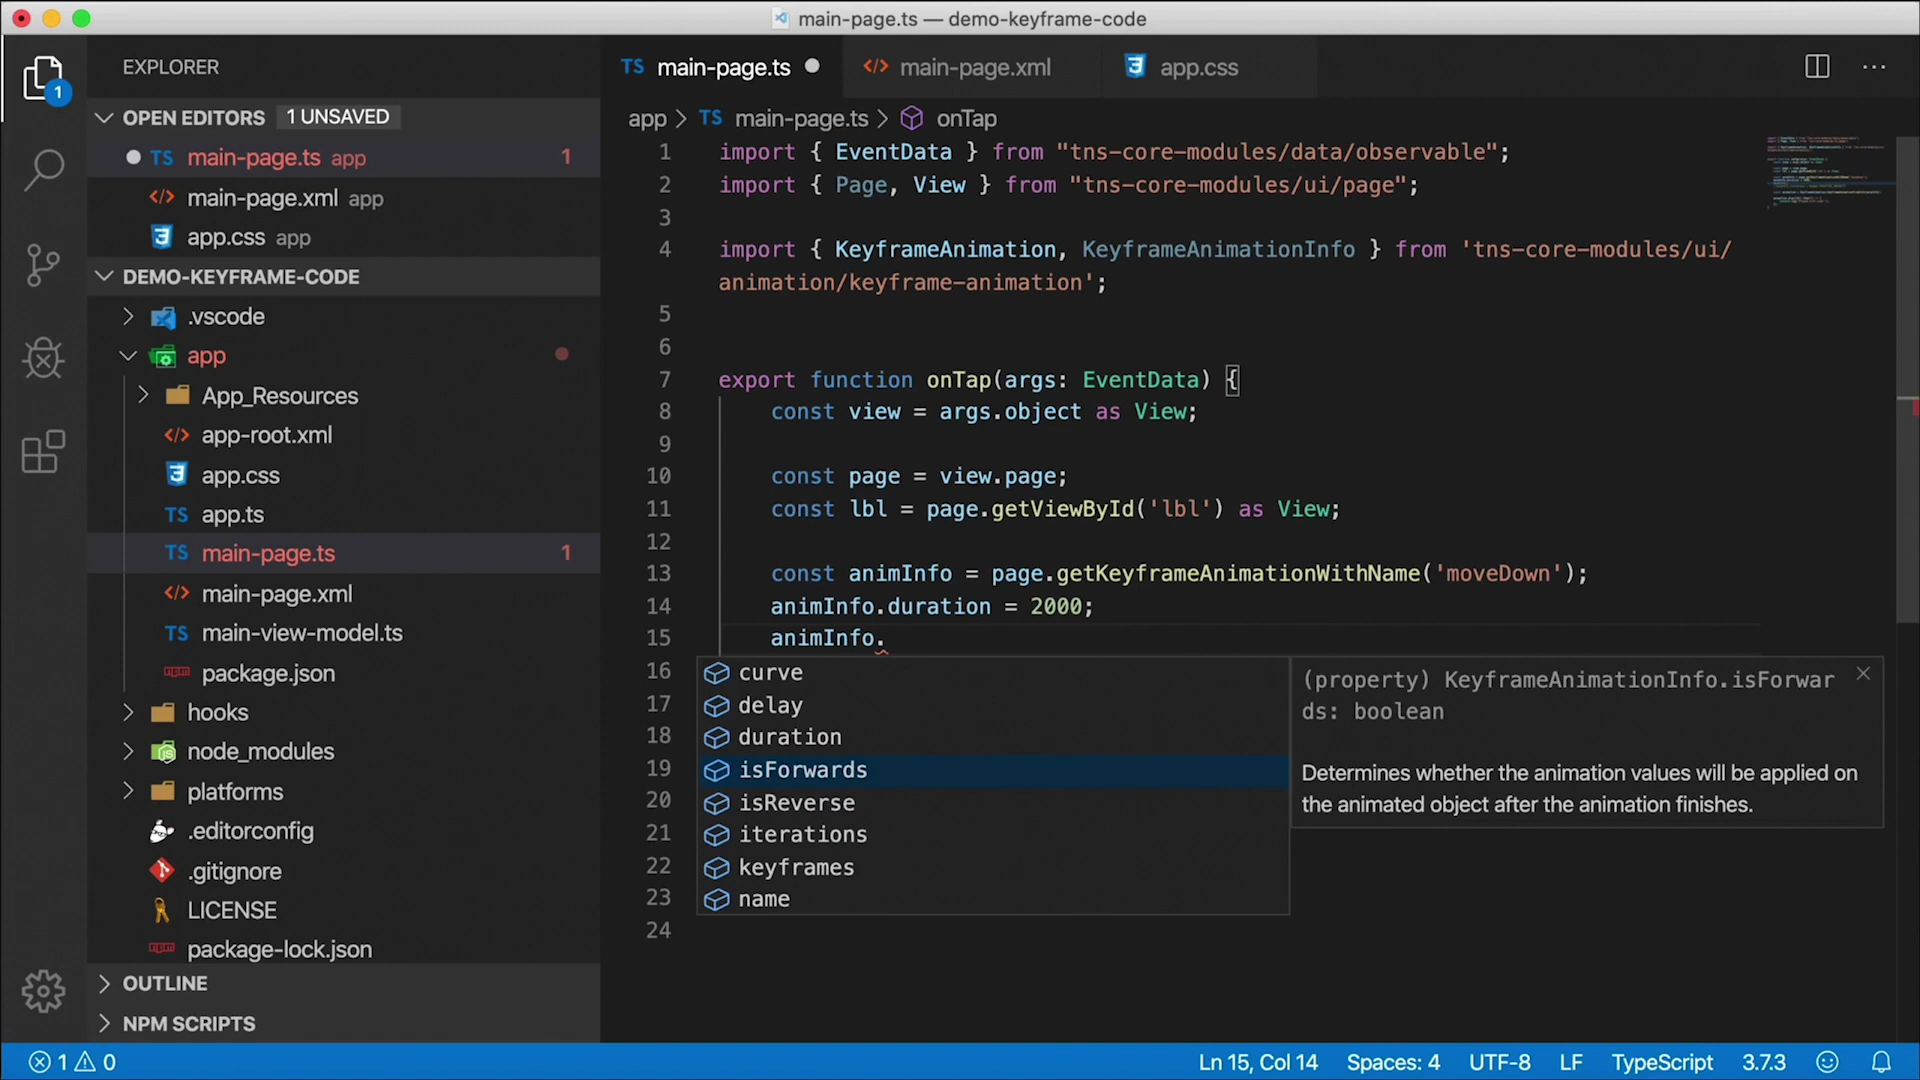 main-page.ts — demo-keyframe-code
EXPLORER
OPEN EDITORS 1 UNSAVED
main-page.ts app 1
main-page.xml app
app.css app
DEMO-KEYFRAME-CODE
.vscode
app
App_Resources
app-root.xml
app.css
TS app.ts
TS main-page.ts 1
main-page.xml
TS main-view-model.ts
package.json
hooks
node_modules
platforms
.editorconfig
.gitignore
LICENSE
package-lock.json
OUTLINE
NPM SCRIPTS
TS main-page.ts
main-page.xml
app.css
app > TS main-page.ts > onTap
1 import { EventData } from "tns-core-modules/data/observable";
2 import { Page, View } from "tns-core-modules/ui/page";
3
4 import { KeyframeAnimation, KeyframeAnimationInfo } from 'tns-core-modules/ui/
animation/keyframe-animation';
5
6
7 export function onTap(args: EventData) {
8 const view = args.object as View;
9
10 const page = view.page;
11 const lbl = page.getViewById('lbl') as View;
12
13 const animInfo = page.getKeyframeAnimationWithName('moveDown');
14 animInfo.duration = 2000;
15 animInfo.
16 curve
17 delay
18 duration
19 isForwards
20 isReverse
21 iterations
22 keyframes
23 name
24
(property) KeyframeAnimationInfo.isForwar
ds: boolean
Determines whether the animation values will be applied on
the animated object after the animation finishes.
1 0
Ln 15, Col 14 Spaces: 4 UTF-8 LF TypeScript 3.7.3